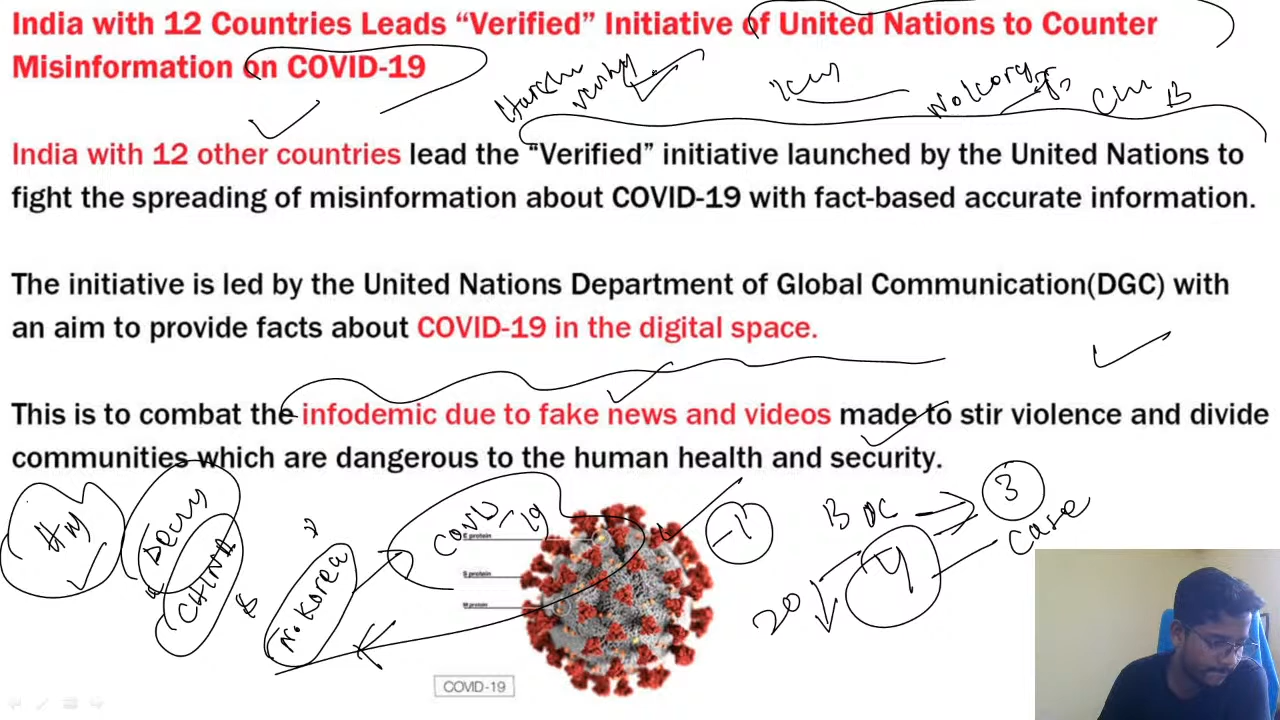 India with 12 Countries Leads “Verified” Initiative of United Nations to Counter
Misinformation on COVID-19
India with 12 other countries lead the “Verified” initiative launched by the United Nations to
fight the spreading of misinformation about COVID-19 with fact-based accurate information.
The initiative is led by the United Nations Department of Global Communication(DGC) with
an aim to provide facts about COVID-19 in the digital space.
This is to combat the infodemic due to fake news and videos made to stir violence and divide
communities which are dangerous to the human health and security.
CHINA
No Korea
COVID/19
E protein
S protein
M protein
-1
3
case
20
COVID-19